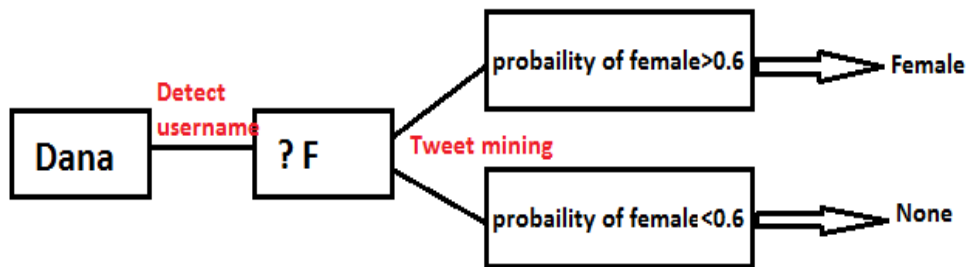 Dana
Detect
username
? F
Tweet mining
probaility of female>0.6
Female
probaility of female<0.6
None